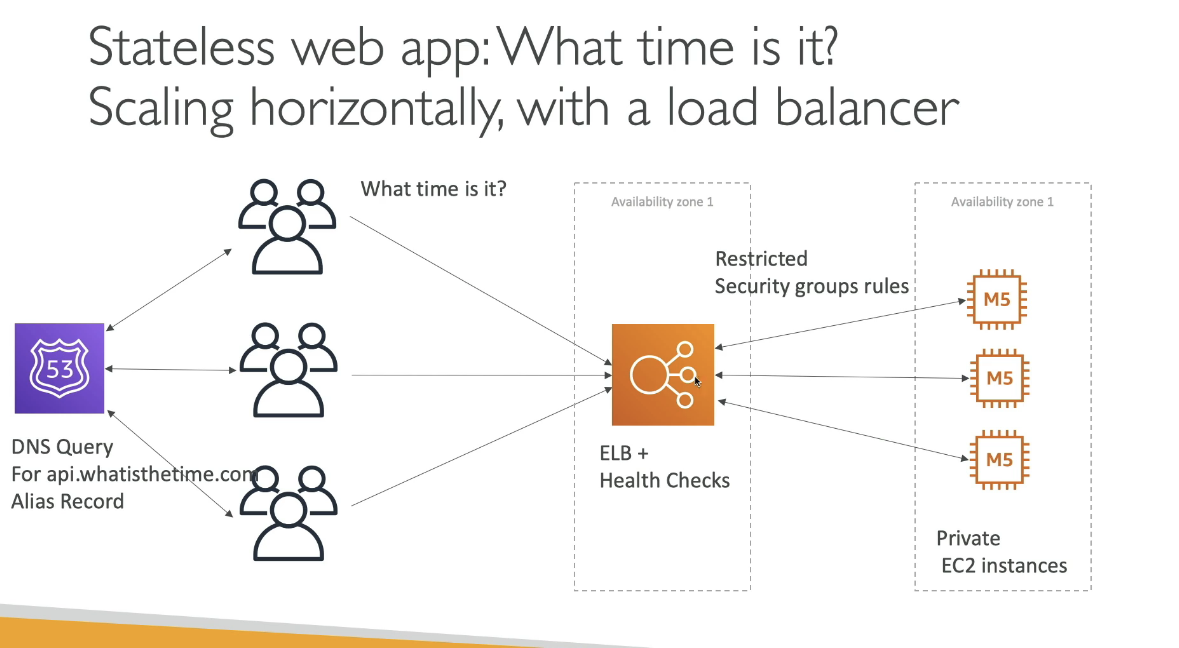 Stateless web app: What time is it?
Scaling horizontally, with a load balancer
What time is it?
Availability zone 1
Availability zone 1
Restricted
Security groups rules
M5
M5
M5
53
DNS Query
For api.whatisthetime.com
Alias Record
ELB +
Health Checks
Private
EC2 instances